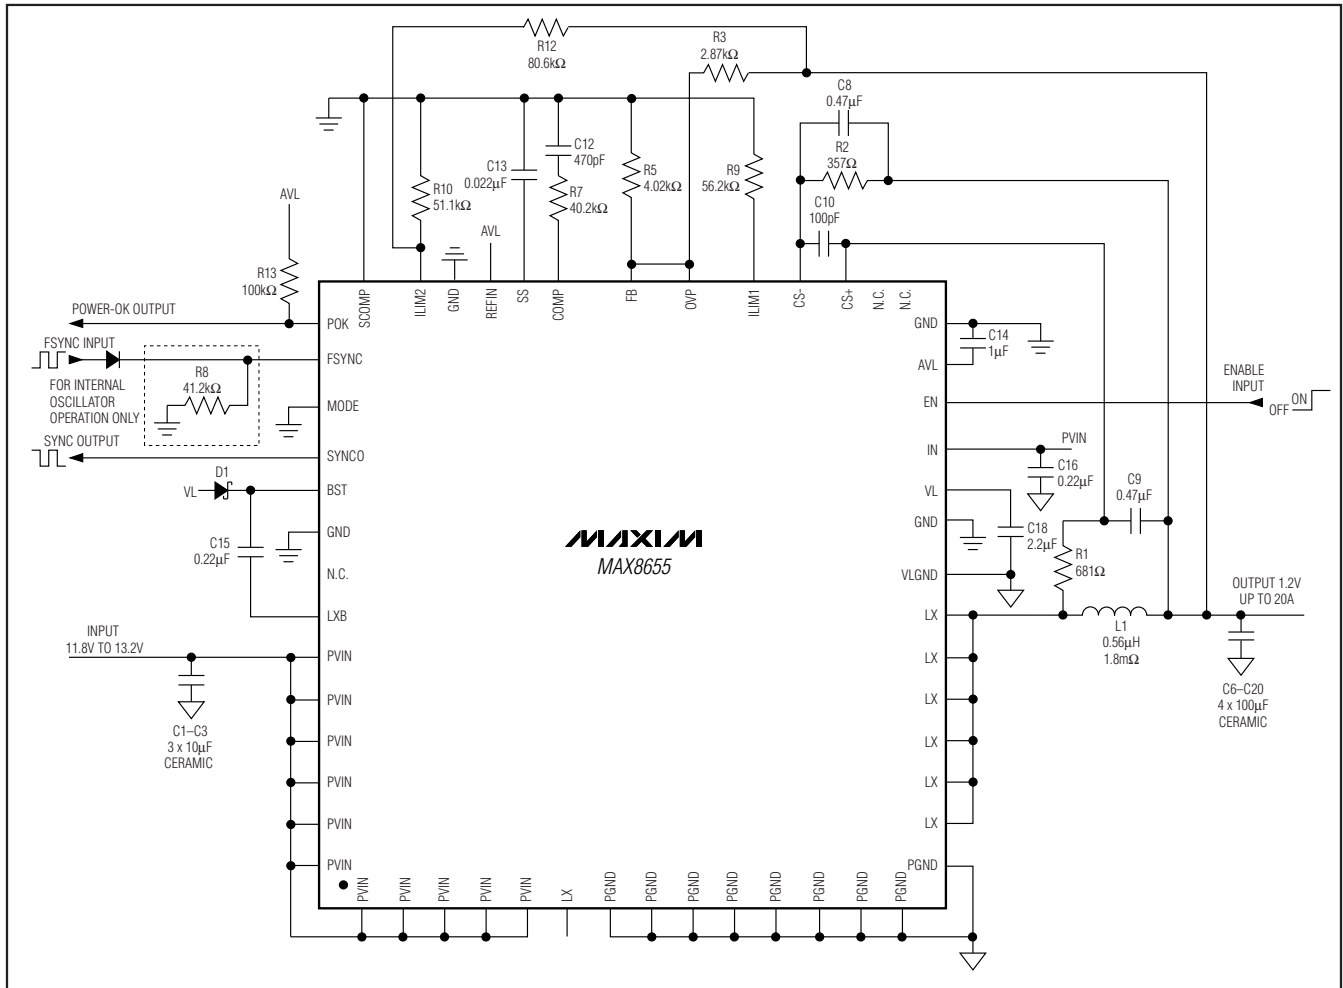 R12
80.6kΩ
R3
2.87kΩ
C8
0.47µF
R2
357Ω
C10
100pF
C12
470pF
C13
0.022µF
R10
51.1kΩ
R7
40.2kΩ
R5
4.02kΩ
R9
56.2kΩ
AVL
AVL
R13
100kΩ
POWER-OK OUTPUT
FSYNC INPUT
R8
41.2kΩ
FOR INTERNAL
OSCILLATOR
OPERATION ONLY
SYNC OUTPUT
D1
VL
C15
0.22µF
INPUT
11.8V TO 13.2V
C1–C3
3 x 10µF
CERAMIC
SCOMP
ILIM2
GND
REFIN
SS
COMP
FB
OVP
ILIM1
CS-
CS+
N.C.
N.C.
POK
FSYNC
MODE
SYNCO
BST
GND
N.C.
LXB
PVIN
PVIN
PVIN
PVIN
PVIN
PVIN
MAXIM
MAX8655
GND
AVL
EN
IN
VL
GND
VLGND
LX
LX
LX
LX
LX
LX
PGND
PVIN
PVIN
PVIN
PVIN
PVIN
LX
PGND
PGND
PGND
PGND
PGND
PGND
PGND
PGND
C14
1µF
ENABLE
INPUT
ON
OFF
PVIN
C16
0.22µF
C9
0.47µF
C18
2.2µF
R1
681Ω
OUTPUT 1.2V
UP TO 20A
L1
0.56µH
1.8mΩ
C6–C20
4 x 100µF
CERAMIC